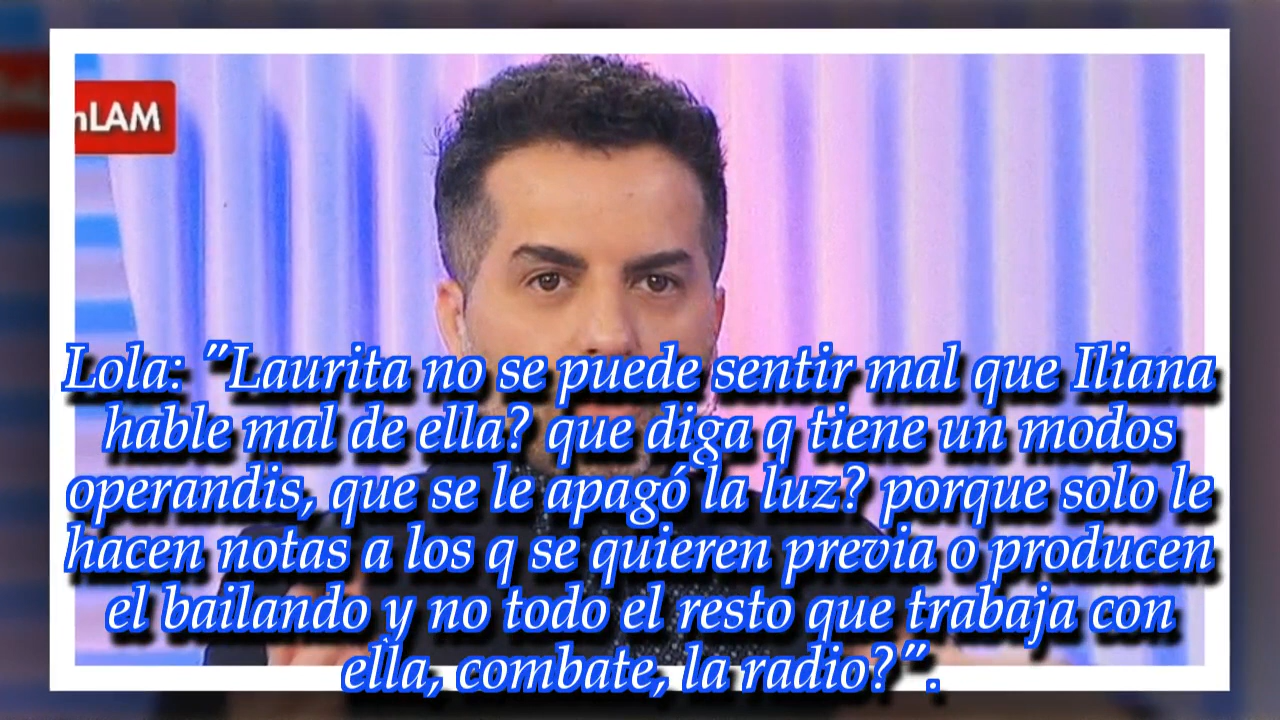 nLAM
Lola: "Laurita no se puede sentir mal que Iliana
hable mal de ella? que diga q tiene un modos
operandis, que se le apagó la luz? porque solo le
hacen notas a los q se quieren previa o producen
el bailando y no todo el resto que trabaja con
ella, combate, la radio?".